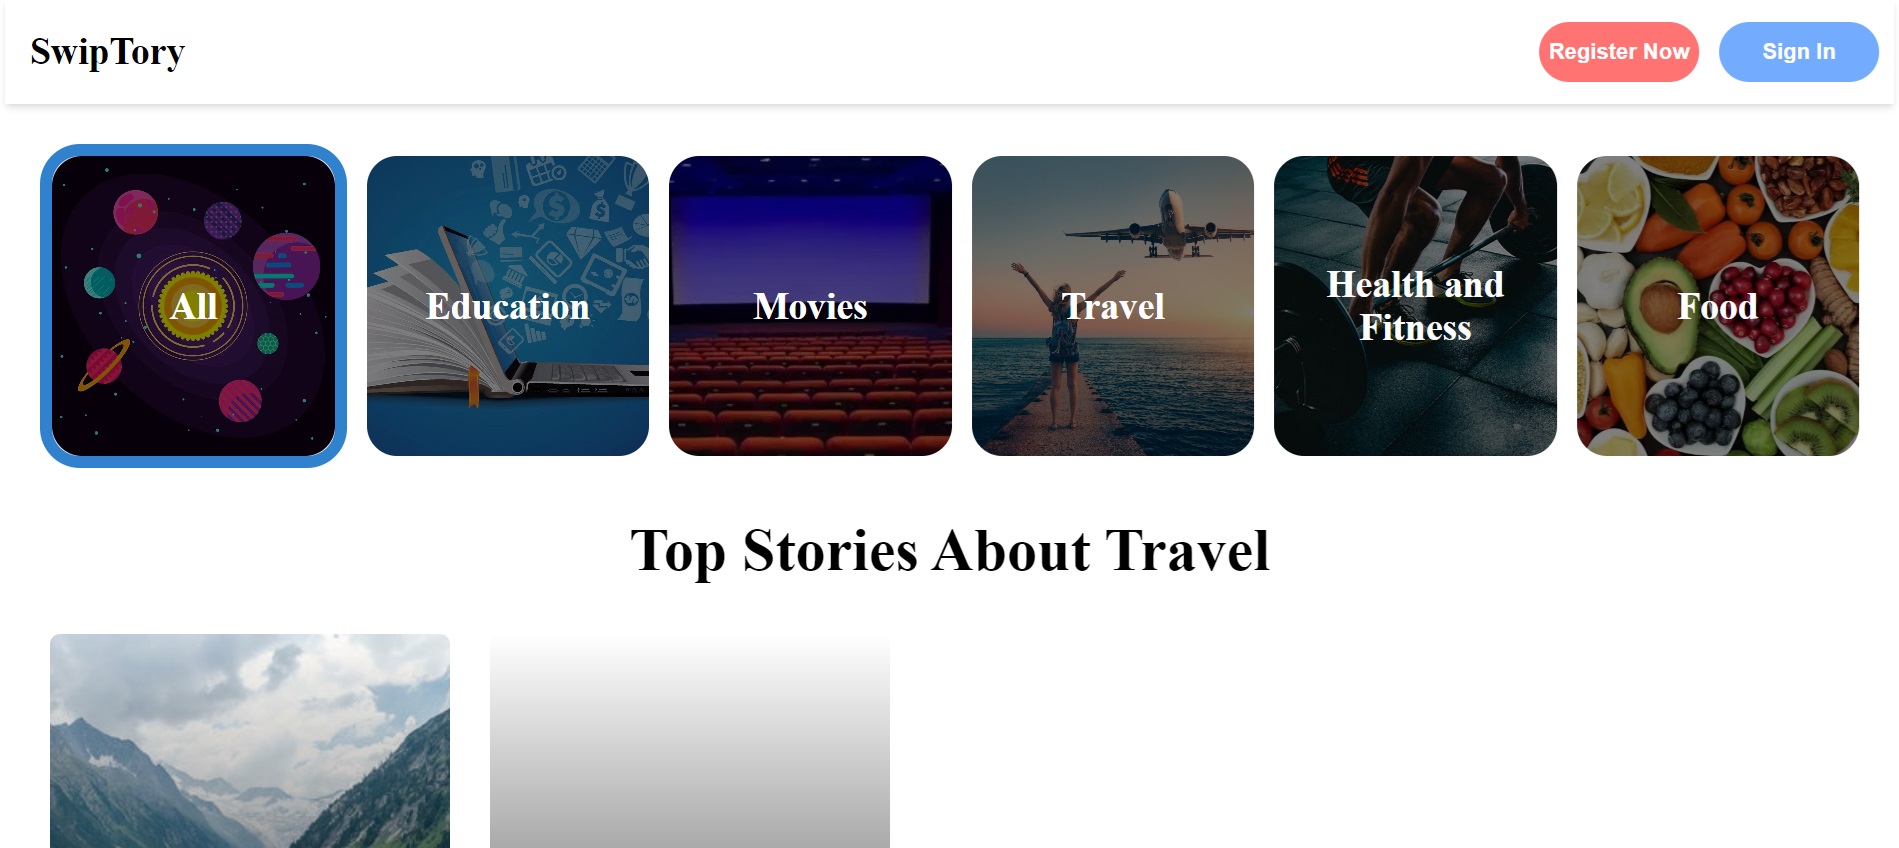 SwipTory
Register Now
Sign In
All
Education
Movies
Travel
Health and
Fitness
Food
Top Stories About Travel